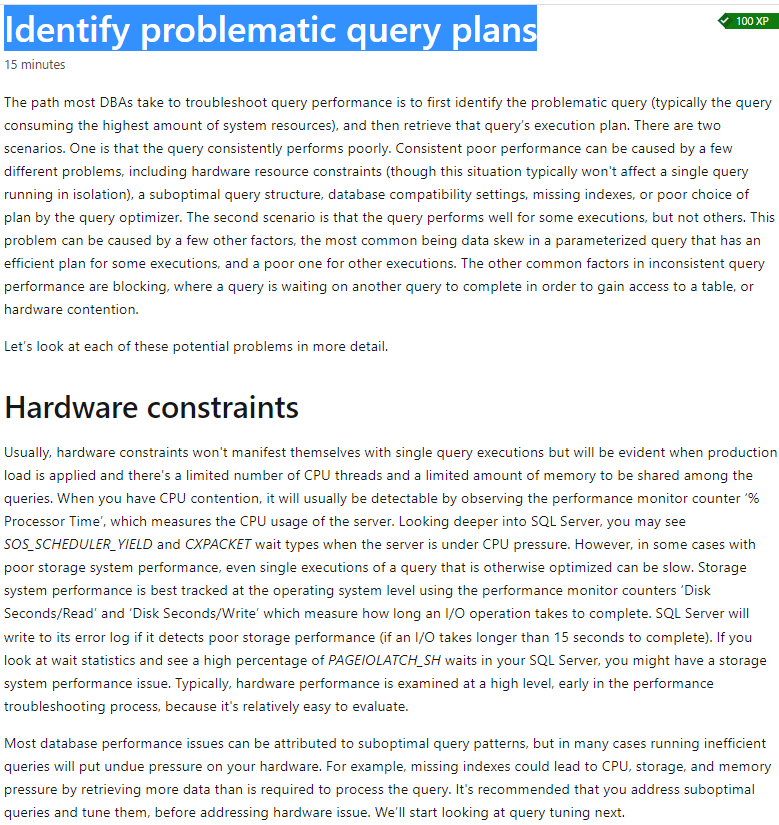 Identify problematic query plans
100 XP
15 minutes
The path most DBAs take to troubleshoot query performance is to first identify the problematic query (typically the query
consuming the highest amount of system resources), and then retrieve that query's execution plan. There are two
scenarios. One is that the query consistently performs poorly. Consistent poor performance can be caused by a few
different problems, including hardware resource constraints (though this situation typically won't affect a single query
running in isolation), a suboptimal query structure, database compatibility settings, missing indexes, or poor choice of
plan by the query optimizer. The second scenario is that the query performs well for some executions, but not others. This
problem can be caused by a few other factors, the most common being data skew in a parameterized query that has an
efficient plan for some executions, and a poor one for other executions. The other common factors in inconsistent query
performance are blocking, where a query is waiting on another query to complete in order to gain access to a table, or
hardware contention.
Let's look at each of these potential problems in more detail.
Hardware constraints
Usually, hardware constraints won't manifest themselves with single query executions but will be evident when production
load is applied and there's a limited number of CPU threads and a limited amount of memory to be shared among the
queries. When you have CPU contention, it will usually be detectable by observing the performance monitor counter '%
Processor Time', which measures the CPU usage of the server. Looking deeper into SQL Server, you may see
SOS_SCHEDULER_YIELD and CXPACKET wait types when the server is under CPU pressure. However, in some cases with
poor storage system performance, even single executions of a query that is otherwise optimized can be slow. Storage
system performance is best tracked at the operating system level using the performance monitor counters 'Disk
Seconds/Read' and 'Disk Seconds/Write' which measure how long an I/O operation takes to complete. SQL Server will
write to its error log if it detects poor storage performance (if an I/O takes longer than 15 seconds to complete). If you
look at wait statistics and see a high percentage of PAGEIOLATCH_SH waits in your SQL Server, you might have a storage
system performance issue. Typically, hardware performance is examined at a high level, early in the performance
troubleshooting process, because it's relatively easy to evaluate.
Most database performance issues can be attributed to suboptimal query patterns, but in many cases running inefficient
queries will put undue pressure on your hardware. For example, missing indexes could lead to CPU, storage, and memory
pressure by retrieving more data than is required to process the query. It's recommended that you address suboptimal
queries and tune them, before addressing hardware issue. We'll start looking at query tuning next.